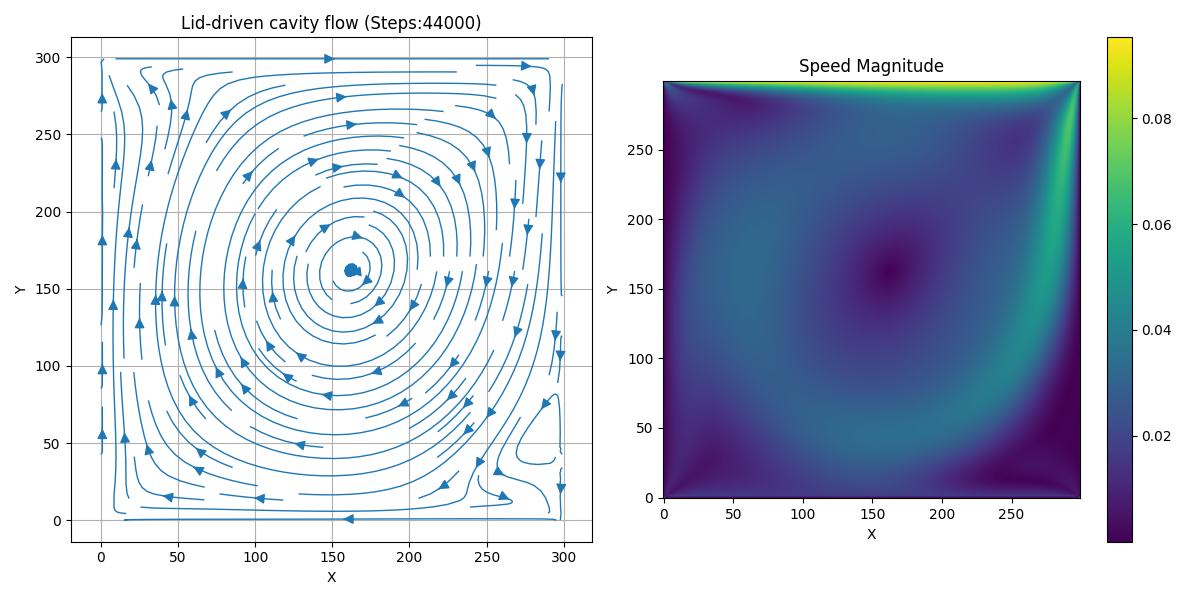 Lid-driven cavity flow (Steps:44000)
300
250
200
150
100
50
0
0 50 100 150 200 250 300
X
Y
Speed Magnitude
250
200
150
100
50
0
0 50 100 150 200 250
X
Y
0.08
0.06
0.04
0.02